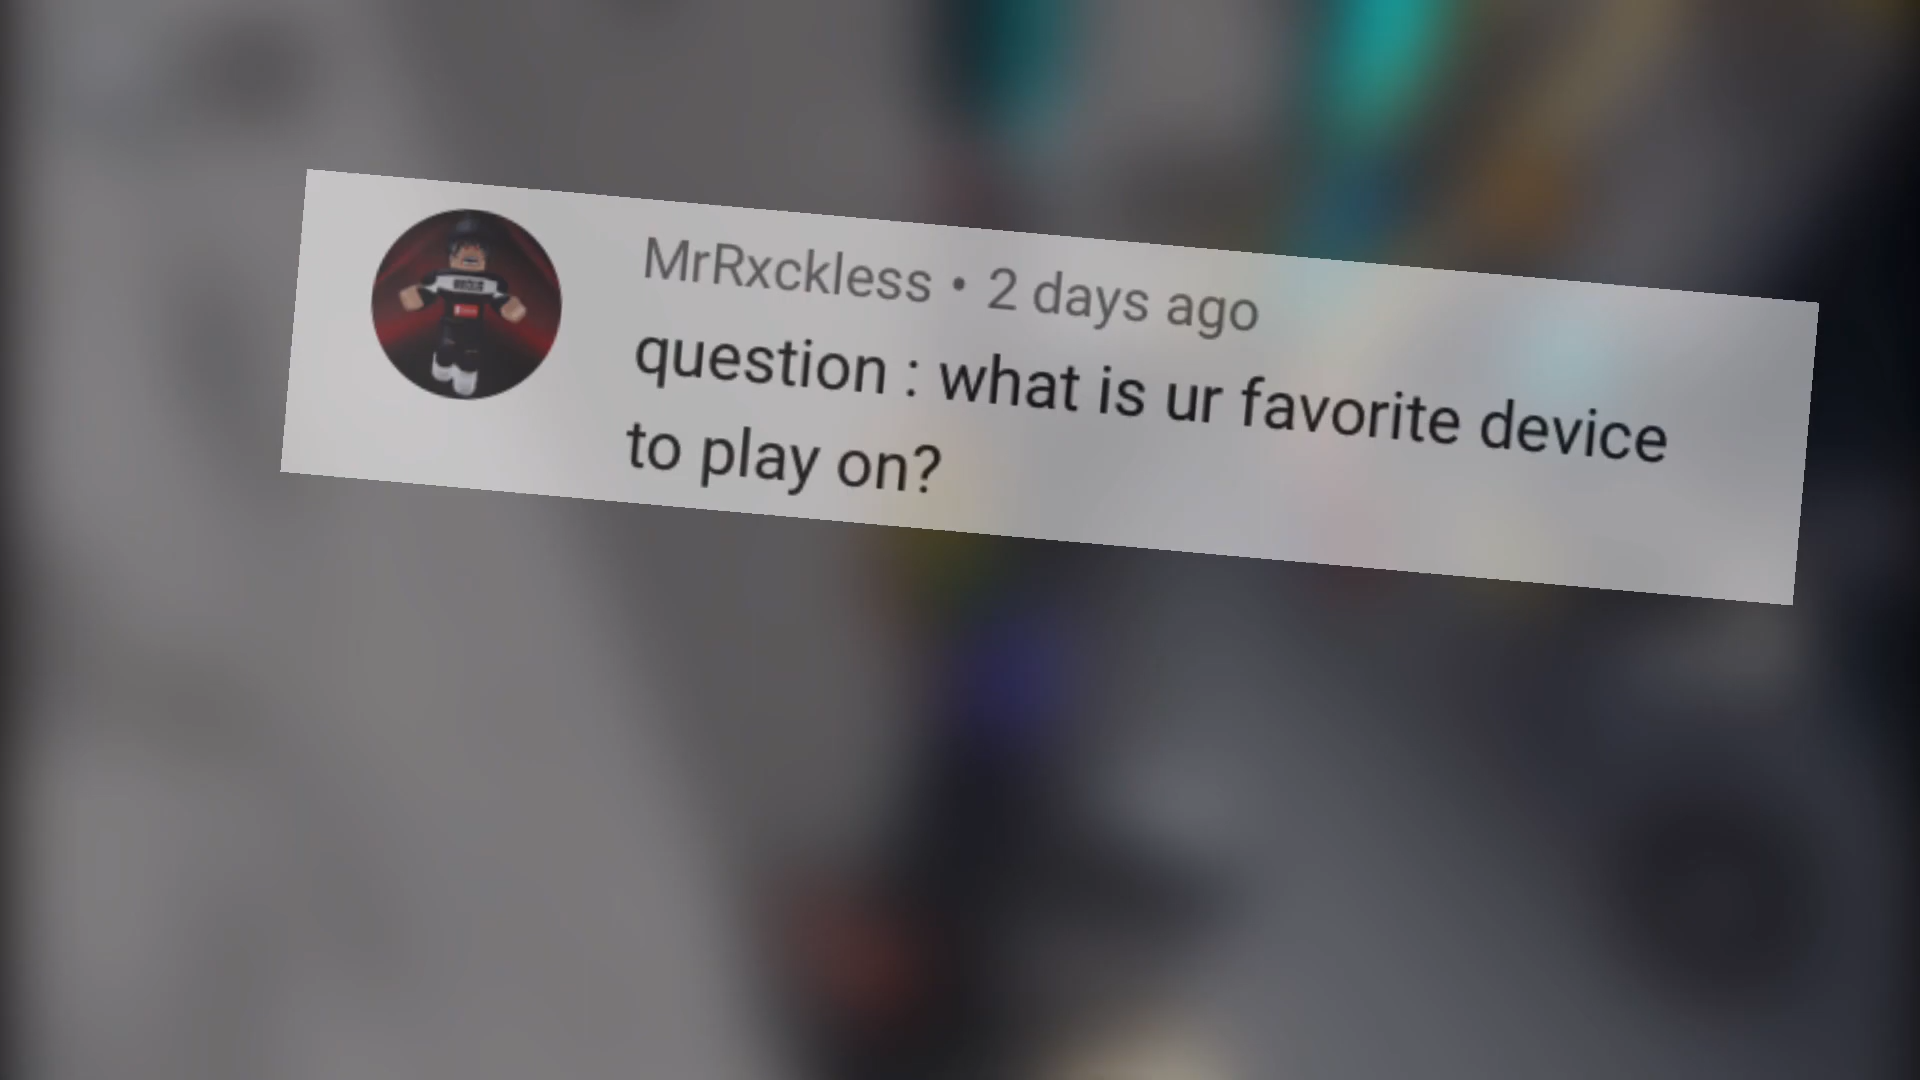 MrRxckless • 2 days ago
question : what is ur favorite device
to play on?